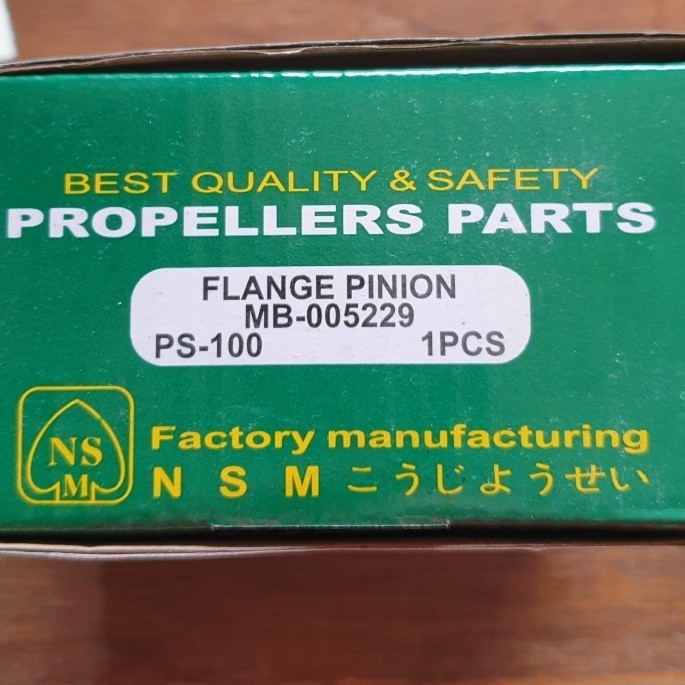 BEST QUALITY & SAFETY
PROPELLERS PARTS
FLANGE PINION
MB-005229
PS-100 1PCS
NS
M
Factory manufacturing
N S M こうじようせい